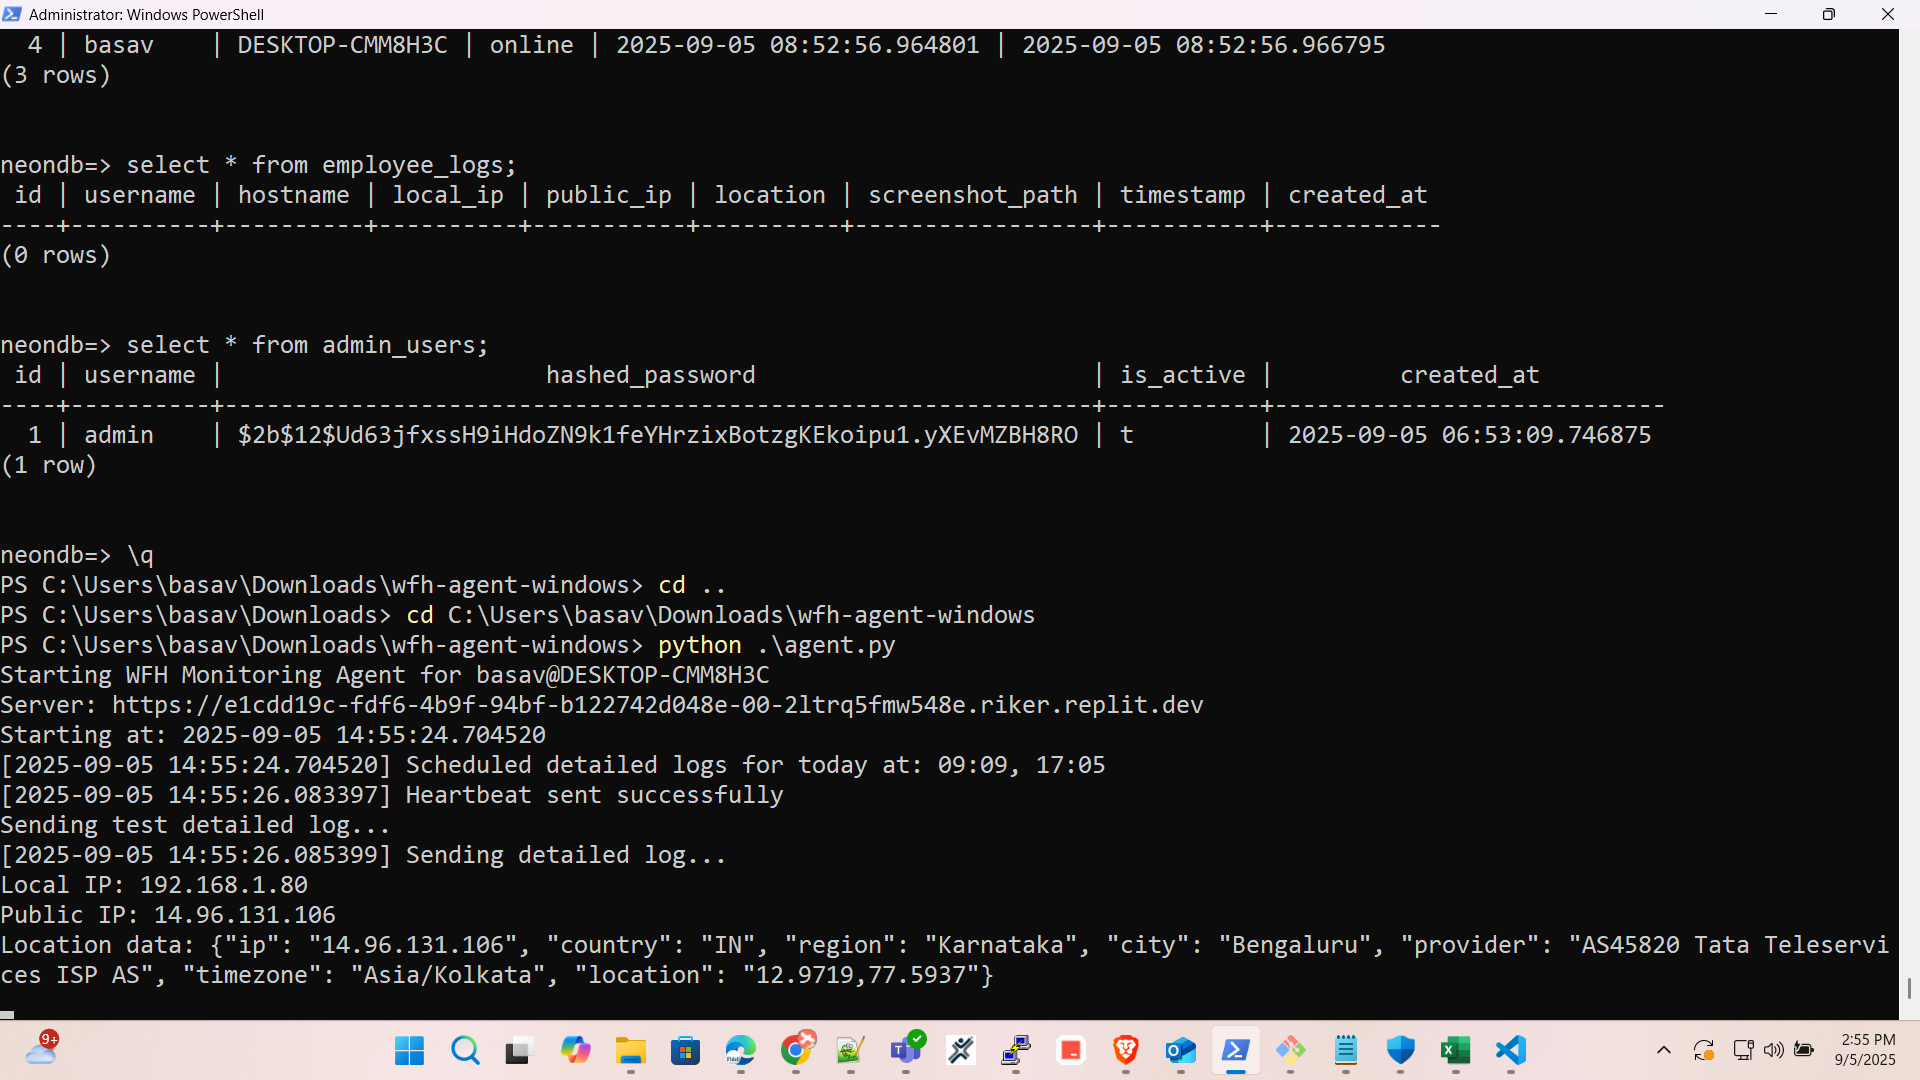 Administrator: Windows PowerShell
  4 | basav    | DESKTOP-CMM8H3C | online | 2025-09-05 08:52:56.964801 | 2025-09-05 08:52:56.966795
(3 rows)
neondb=> select * from employee_logs;
 id | username | hostname | local_ip | public_ip | location | screenshot_path | timestamp | created_at
----+----------+----------+----------+-----------+----------+-----------------+-----------+------------
(0 rows)
neondb=> select * from admin_users;
 id | username |                       hashed_password                        | is_active |         created_at
----+----------+--------------------------------------------------------------+-----------+----------------------------
  1 | admin    | $2b$12$Ud63jfxssH9iHdoZN9k1feYHrzixBotzgKEkoipu1.yXEvMZBH8RO | t         | 2025-09-05 06:53:09.746875
(1 row)
neondb=> \q
PS C:\Users\basav\Downloads\wfh-agent-windows> cd ..
PS C:\Users\basav\Downloads> cd C:\Users\basav\Downloads\wfh-agent-windows
PS C:\Users\basav\Downloads\wfh-agent-windows> python .\agent.py
Starting WFH Monitoring Agent for basav@DESKTOP-CMM8H3C
Server: https://e1cdd19c-fdf6-4b9f-94bf-b122742d048e-00-2ltrq5fmw548e.riker.replit.dev
Starting at: 2025-09-05 14:55:24.704520
[2025-09-05 14:55:24.704520] Scheduled detailed logs for today at: 09:09, 17:05
[2025-09-05 14:55:26.083397] Heartbeat sent successfully
Sending test detailed log...
[2025-09-05 14:55:26.085399] Sending detailed log...
Local IP: 192.168.1.80
Public IP: 14.96.131.106
Location data: {"ip": "14.96.131.106", "country": "IN", "region": "Karnataka", "city": "Bengaluru", "provider": "AS45820 Tata Teleservi
ces ISP AS", "timezone": "Asia/Kolkata", "location": "12.9719,77.5937"}
9+
2:55 PM
9/5/2025